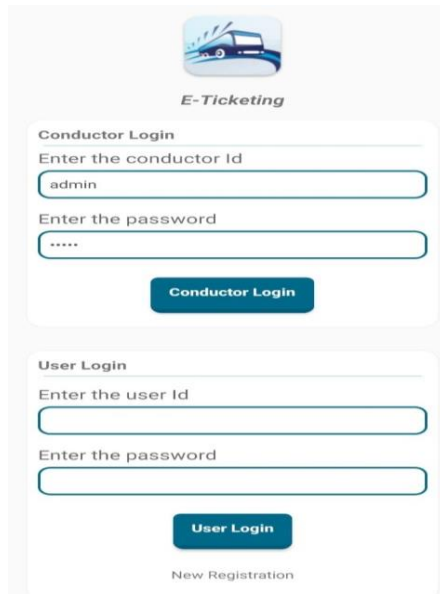 E-Ticketing
Conductor Login
Enter the conductor Id
admin
Enter the password
.....
Conductor Login
User Login
Enter the user Id
Enter the password
User Login
New Registration